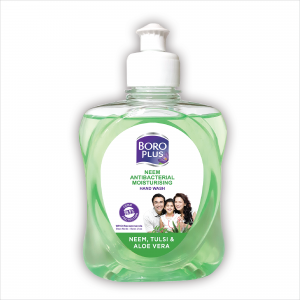 BORO
PLUS
NEEM
ANTIBACTERIAL
MOISTURISING
HAND WASH
NEEM, TULSI &
ALOE VERA